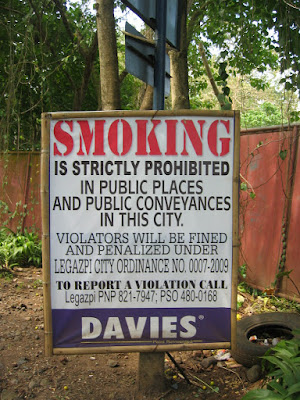 SMOKING
IS STRICTLY PROHIBITED
IN PUBLIC PLACES
AND PUBLIC CONVEYANCES
IN THIS CITY.
VIOLATORS WILL BE FINED
AND PENALIZED UNDER
LEGAZPI CITY ORDINANCE NO. 0007-2009
TO REPORT A VIOLATION CALL
Legazpi PNP 821-7947; PSO 480-0168
DAVIES®